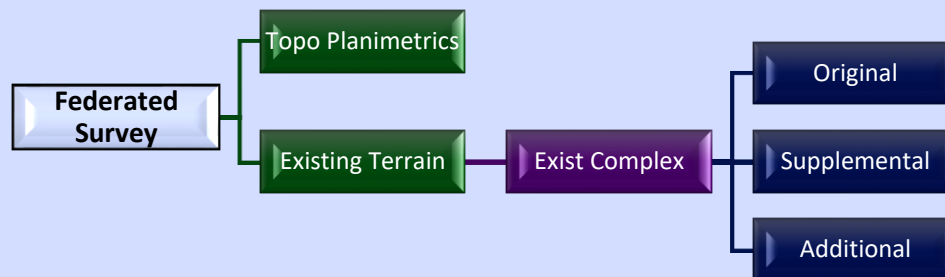 Topo Planimetrics
Original
Federated
Survey
Existing Terrain
Exist Complex
Supplemental
Additional